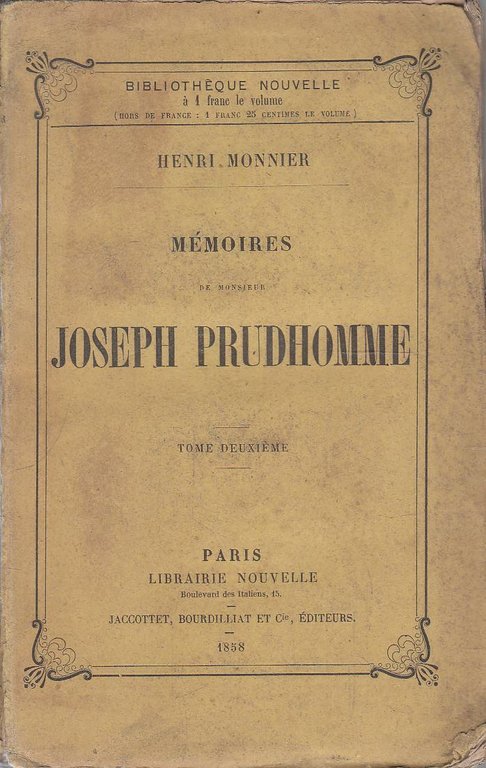 BIBLIOTHÈQUE NOUVELLE
à 1 franc le volume
(HORS DE FRANCE : 1 FRANC 25 CENTIMES LE VOLUME)
HENRI MONNIER
MÉMOIRES
DE MONSIEUR
JOSEPH PRUDHOMME
TOME DEUXIÈME
PARIS
LIBRAIRIE NOUVELLE
Boulevard des Italiens, 15.
JACCOTTET, BOURDILLIAT ET Cie, ÉDITEURS.
1858